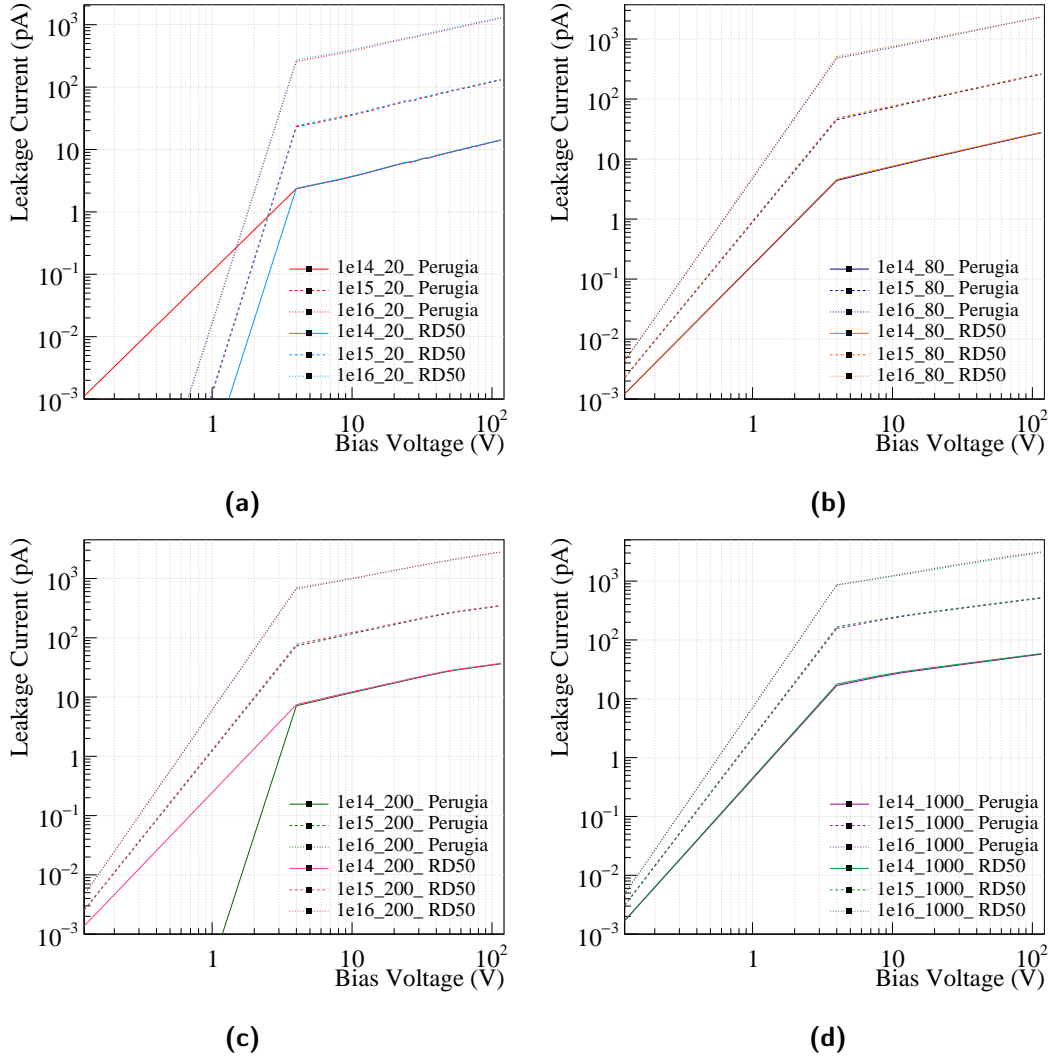 Leakage Current (pA)
10^3
10^2
10
1
10^-1
10^-2
10^-3
1e14_20_ Perugia
1e15_20_ Perugia
1e16_20_ Perugia
1e14_20_ RD50
1e15_20_ RD50
1e16_20_ RD50
1
10
10^2
Bias Voltage (V)
(a)
Leakage Current (pA)
10^3
10^2
10
1
10^-1
10^-2
10^-3
1e14_80_ Perugia
1e15_80_ Perugia
1e16_80_ Perugia
1e14_80_ RD50
1e15_80_ RD50
1e16_80_ RD50
1
10
10^2
Bias Voltage (V)
(b)
Leakage Current (pA)
10^3
10^2
10
1
10^-1
10^-2
10^-3
1e14_200_ Perugia
1e15_200_ Perugia
1e16_200_ Perugia
1e14_200_ RD50
1e15_200_ RD50
1e16_200_ RD50
1
10
10^2
Bias Voltage (V)
(c)
Leakage Current (pA)
10^3
10^2
10
1
10^-1
10^-2
10^-3
1e14_1000_ Perugia
1e15_1000_ Perugia
1e16_1000_ Perugia
1e14_1000_ RD50
1e15_1000_ RD50
1e16_1000_ RD50
1
10
10^2
Bias Voltage (V)
(d)